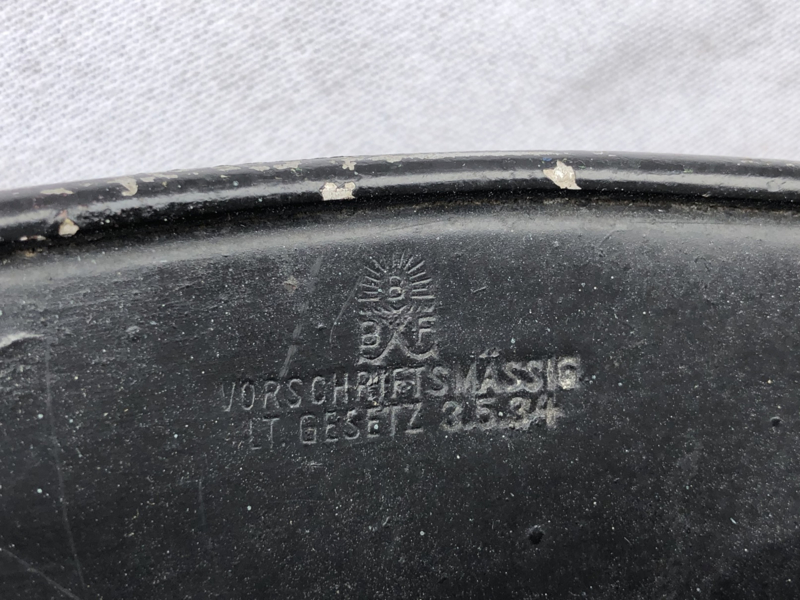 B
B F
VORSCHRIFTSMÄSSIG
LT. GESETZ 3.5.34